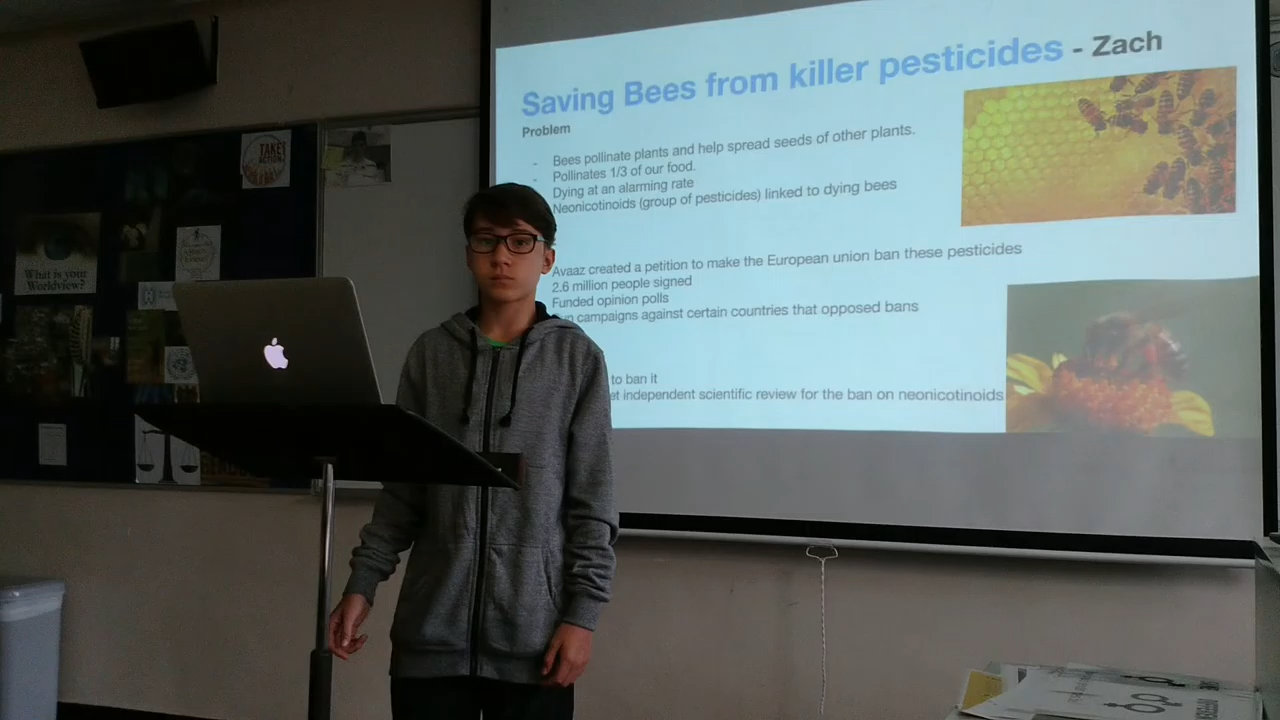 Saving Bees from killer pesticides - Zach
Problem
- Bees pollinate plants and help spread seeds of other plants.
- Pollinates 1/3 of our food.
Dying at an alarming rate
Neonicotinoids (group of pesticides) linked to dying bees
Avaaz created a petition to make the European union ban these pesticides
2.6 million people signed
Funded opinion polls
campaigns against certain countries that opposed bans
to ban it
independent scientific review for the ban on neonicotinoids
TAKE
ACTION
What is your
Worldview?